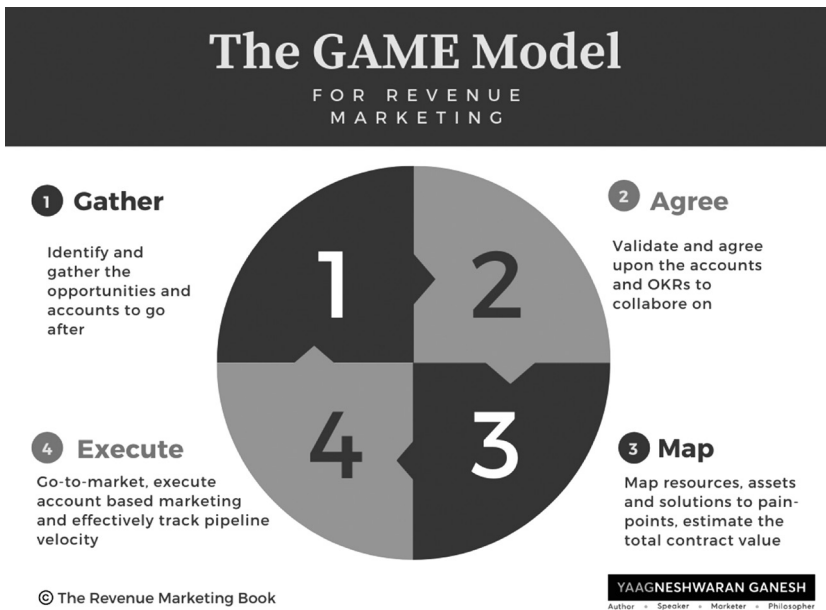 The GAME Model
FOR REVENUE
MARKETING
1 Gather
Identify and
gather the
opportunities and
accounts to go
after
2 Agree
Validate and agree
upon the accounts
and OKRs to
collabore on
1
2
4
3
4 Execute
Go-to-market, execute
account based marketing
and effectively track pipeline
velocity
3 Map
Map resources, assets
and solutions to pain-
points, estimate the
total contract value
© The Revenue Marketing Book
YAAGNESHWARAN GANESH
Author • Speaker • Marketer • Philosopher